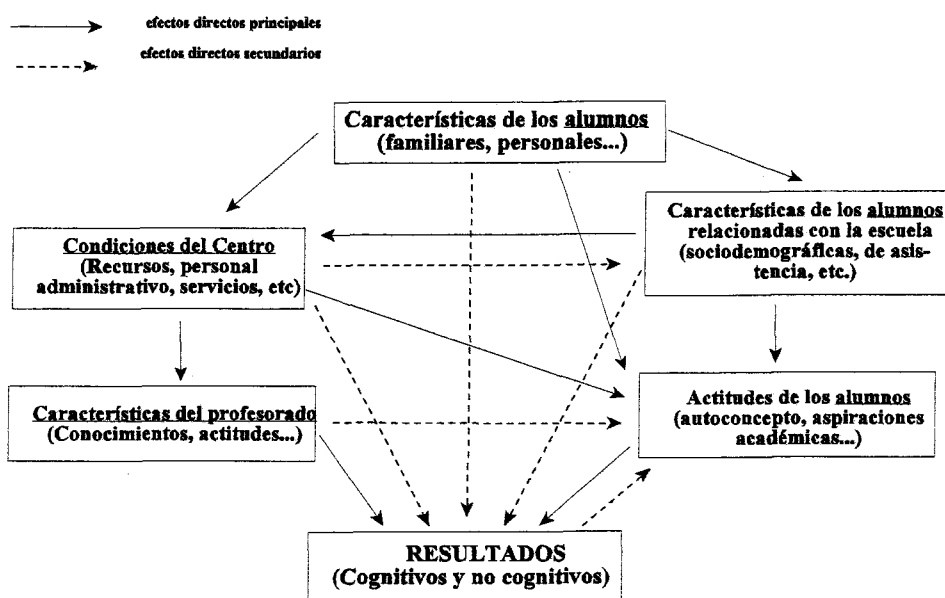 efectos directos principales
efectos directos secundarios
Características de los alumnos
(familiares, personales...)
Características de los alumnos
relacionadas con la escuela
(sociodemográficas, de asis-
tencia, etc.)
Condiciones del Centro
(Recursos, personal
administrativo, servicios, etc)
Características del profesorado
(Conocimientos, actitudes...)
Actitudes de los alumnos
(autoconcepto, aspiraciones
académicas...)
RESULTADOS
(Cognitivos y no cognitivos)